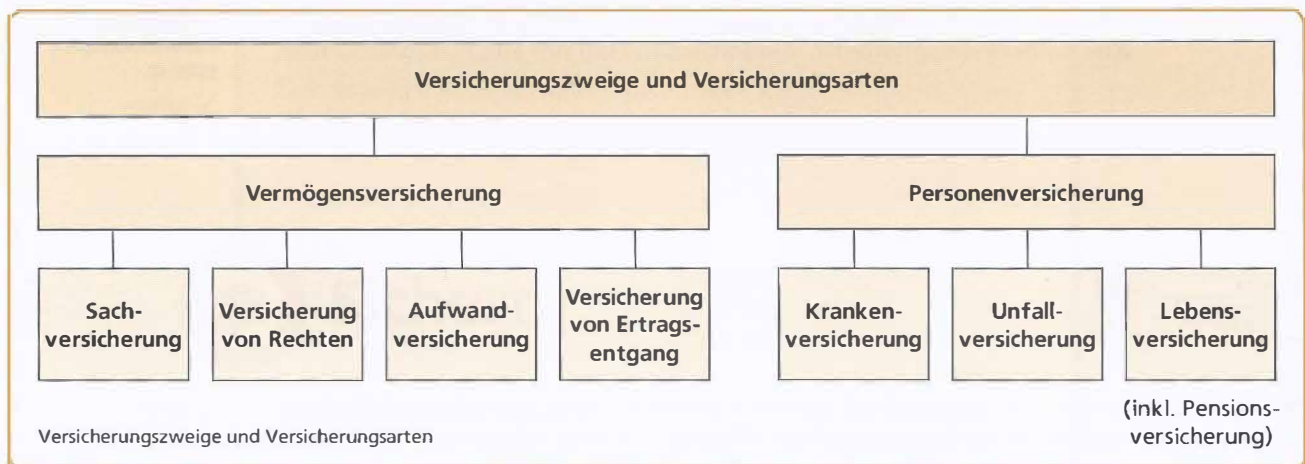 Versicherungszweige und Versicherungsarten
Vermögensversicherung
Personenversicherung
Sach-
versicherung
Versicherung
von Rechten
Aufwand-
versicherung
Versicherung
von Ertrags-
entgang
Kranken-
versicherung
Unfall-
versicherung
Lebens-
versicherung
(inkl. Pensions-
versicherung)
Versicherungszweige und Versicherungsarten